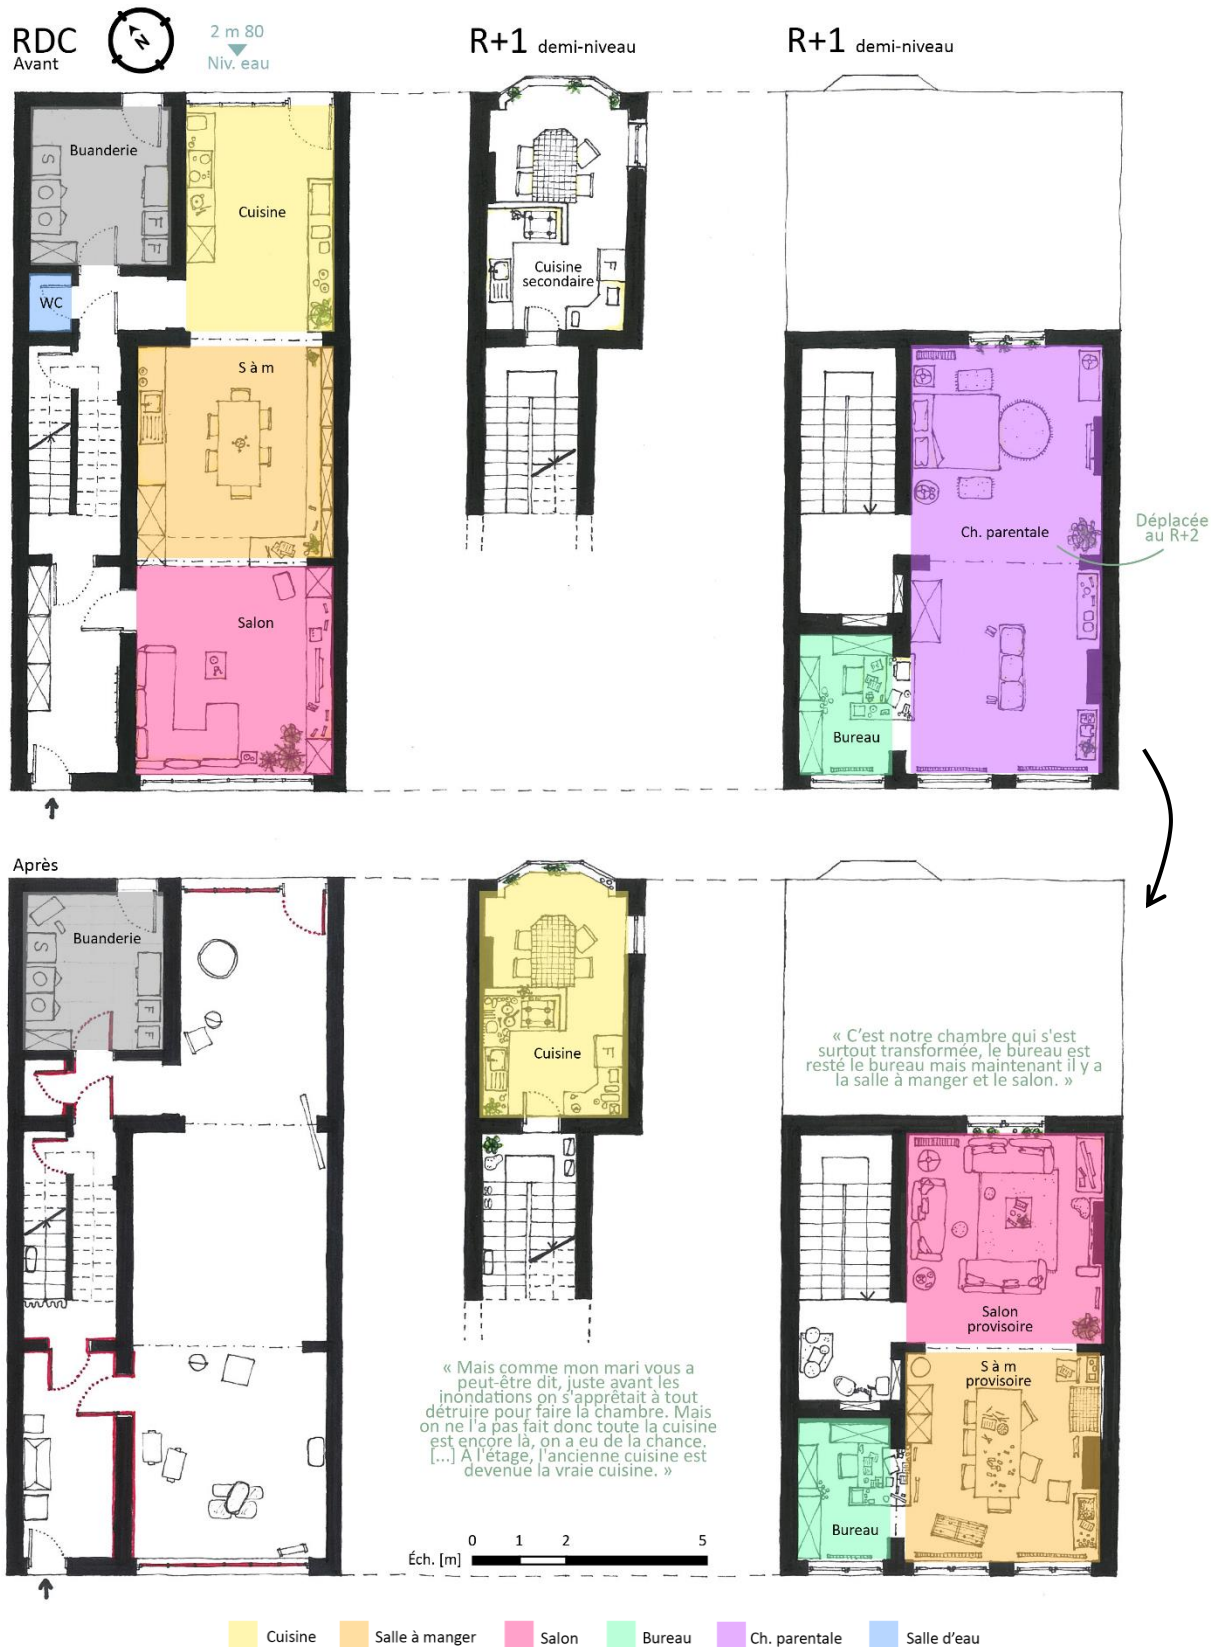 RDC
Avant
N
2 m 80
Niv. eau
R+1 demi-niveau
R+1 demi-niveau
Buanderie
S
F
F
Cuisine
WC
S à m
Salon
Cuisine
secondaire
F
Ch. parentale
Déplacée
au R+2
Bureau
Après
Buanderie
S
F
F
Cuisine
F
« C’est notre chambre qui s'est
surtout transformée, le bureau est
resté le bureau mais maintenant il y a
la salle à manger et le salon. »
Salon
provisoire
S à m
provisoire
Bureau
« Mais comme mon mari vous a
peut-être dit, juste avant les
inondations on s'apprêtait à tout
détruire pour faire la chambre. Mais
on ne l'a pas fait donc toute la cuisine
est encore là, on a eu de la chance.
[...] A l'étage, l'ancienne cuisine est
devenue la vraie cuisine. »
0 1 2 5
Éch. [m]
Cuisine
Salle à manger
Salon
Bureau
Ch. parentale
Salle d’eau